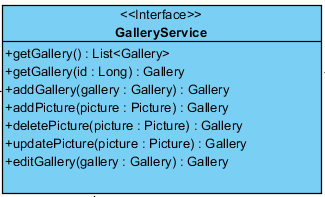 <<Interface>>
GalleryService
+getGallery() : List<Gallery>
+getGallery(id : Long) : Gallery
+addGallery(gallery : Gallery) : Gallery
+addPicture(picture : Picture) : Gallery
+deletePicture(picture : Picture) : Gallery
+updatePicture(picture : Picture) : Gallery
+editGallery(gallery : Gallery) : Gallery